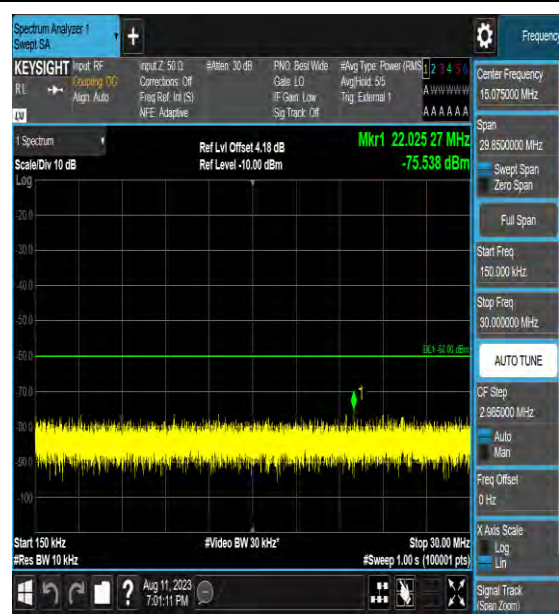 Spectrum Analyzer 1
Swept SA
Frequency
KEYSIGHT
RL
Input: RF
Coupling: DC
Align: Auto
Input Z: 50 Ω
Corrections: Off
Freq Ref: Int (S)
NFE: Adaptive
#Atten: 30 dB
PNO: Best Wide
Gate: LO
IF Gain: Low
Sig Track: Off
#Avg Type: Power (RMS
Avg|Hold: 5/5
Trig: External 1
1 2 3 4 5 6
A W W W W W
A A A A A A
LW
1 Spectrum
Scale/Div 10 dB
Log
Ref Lvl Offset 4.18 dB
Ref Level -10.00 dBm
Mkr1 22.025 27 MHz
-75.538 dBm
-20.0
-30.0
-40.0
-50.0
-60.0
-70.0
-80.0
-90.0
-100
1
Start 150 kHz
#Res BW 10 kHz
#Video BW 30 kHz*
Stop 30.00 MHz
#Sweep 1.00 s (100001 pts)
Aug 11, 2023
7:01:11 PM
Center Frequency
15.075000 MHz
Span
29.8500000 MHz
Swept Span
Zero Span
Full Span
Start Freq
150.000 kHz
Stop Freq
30.000000 MHz
AUTO TUNE
CF Step
2.985000 MHz
Auto
Man
Freq Offset
0 Hz
X Axis Scale
Log
Lin
Signal Track
(Span Zoom)